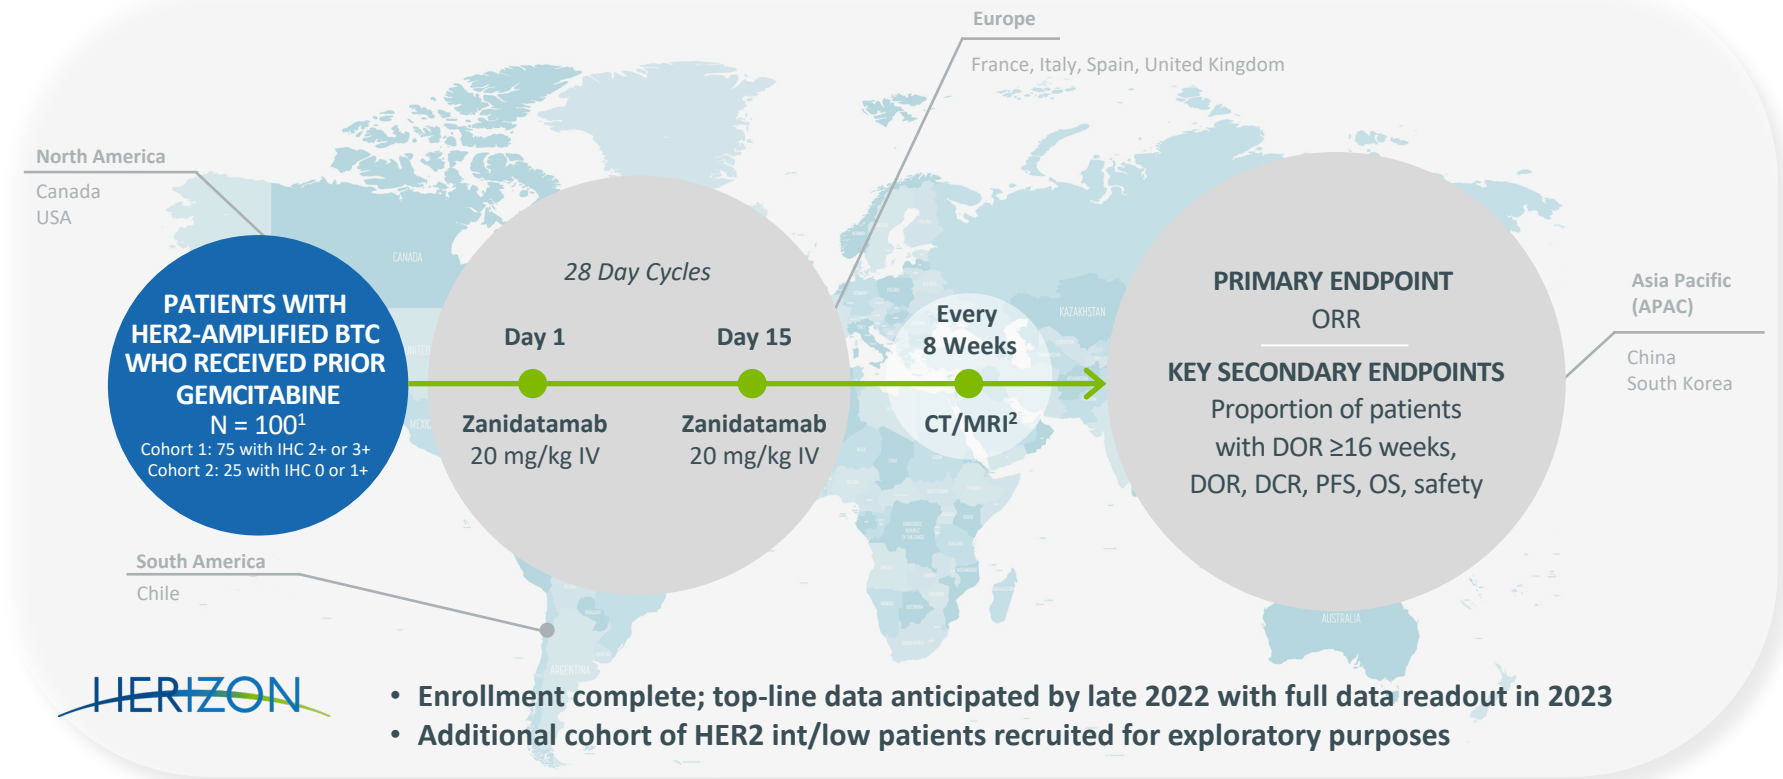 Europe
France, Italy, Spain, United Kingdom
North America
Canada
USA
CANADA
KAZAKHSTAN
28 Day Cycles
Day 1
Day 15
Zanidatamab
20 mg/kg IV
Zanidatamab
20 mg/kg IV
PATIENTS WITH
HER2-AMPLIFIED BTC
WHO RECEIVED PRIOR
GEMCITABINE
N = 100¹
Cohort 1: 75 with IHC 2+ or 3+
Cohort 2: 25 with IHC 0 or 1+
Every
8 Weeks
CT/MRI²
PRIMARY ENDPOINT
ORR
KEY SECONDARY ENDPOINTS
Proportion of patients
with DOR ≥16 weeks,
DOR, DCR, PFS, OS, safety
Asia Pacific
(APAC)
China
South Korea
South America
Chile
AUSTRALIA
ARGENTINA
HERIZON
• Enrollment complete; top-line data anticipated by late 2022 with full data readout in 2023
• Additional cohort of HER2 int/low patients recruited for exploratory purposes